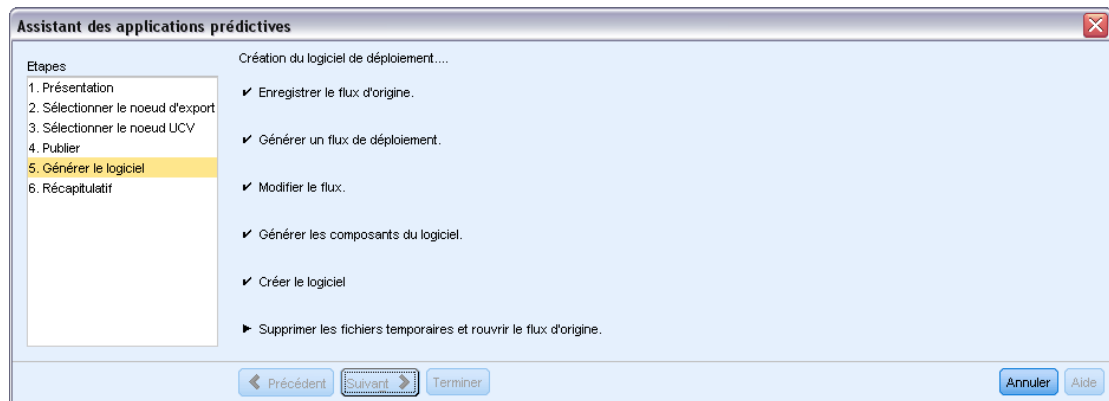 Assistant des applications prédictives
Etapes
1. Présentation
2. Sélectionner le noeud d'export
3. Sélectionner le noeud UCV
4. Publier
5. Générer le logiciel
6. Récapitulatif
Création du logiciel de déploiement....
Enregistrer le flux d'origine.
Générer un flux de déploiement.
Modifier le flux.
Générer les composants du logiciel.
Créer le logiciel
Supprimer les fichiers temporaires et rouvrir le flux d'origine.
Précédent
Suivant
Terminer
Annuler
Aide